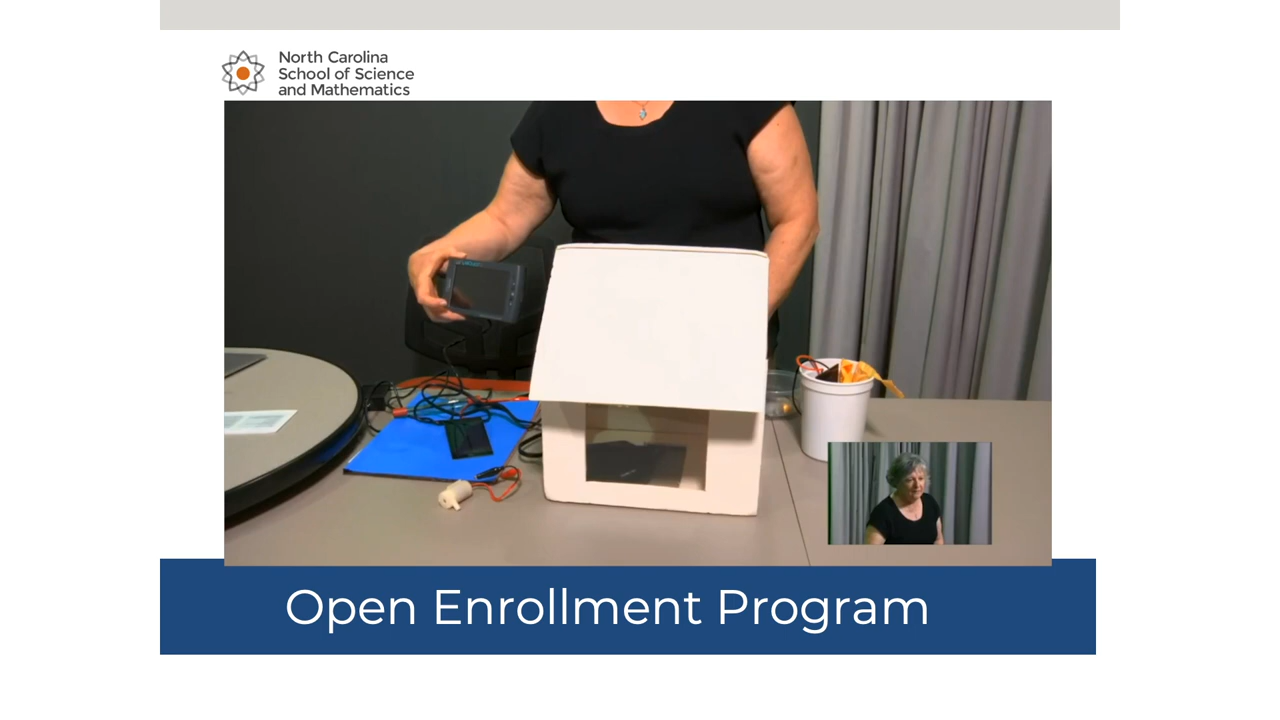 North Carolina
School of Science
and Mathematics
Open Enrollment Program